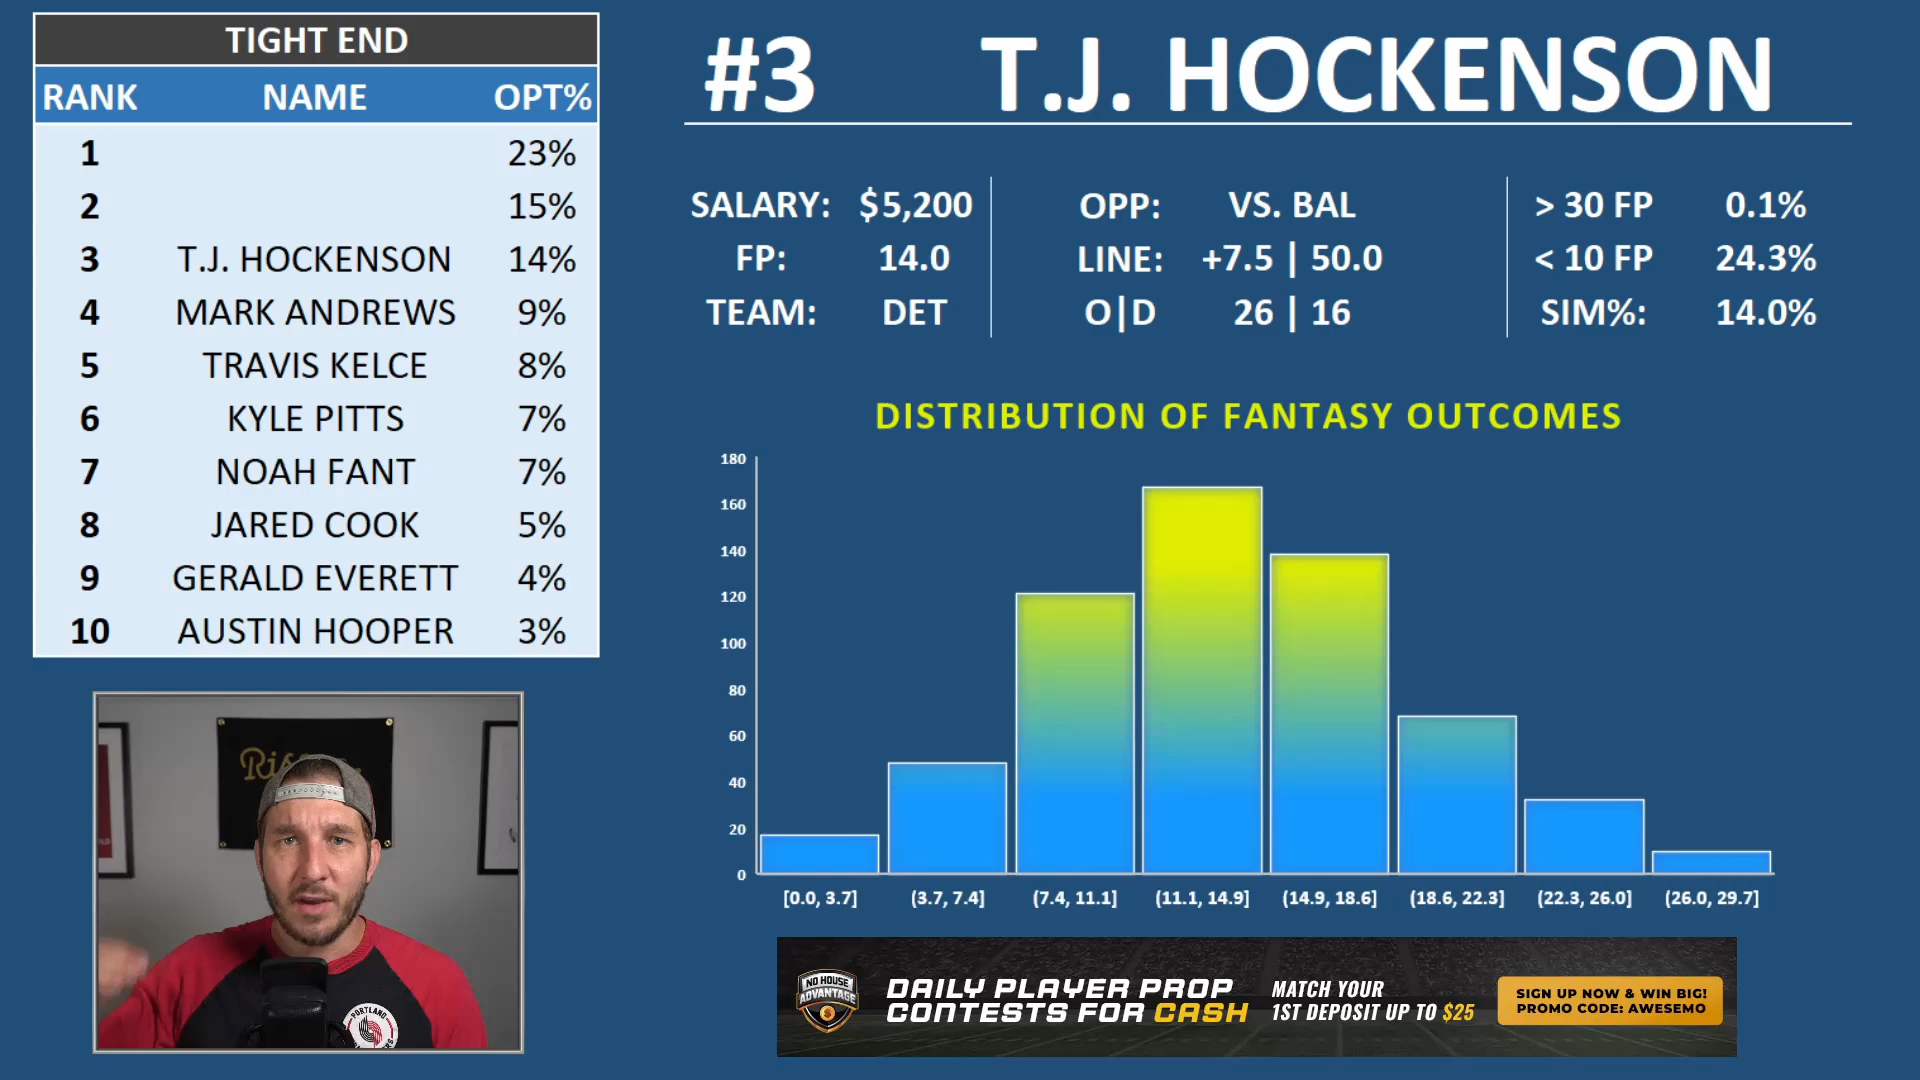 TIGHT END
RANK NAME OPT%
1 23%
2 15%
3 T.J. HOCKENSON 14%
4 MARK ANDREWS 9%
5 TRAVIS KELCE 8%
6 KYLE PITTS 7%
7 NOAH FANT 7%
8 JARED COOK 5%
9 GERALD EVERETT 4%
10 AUSTIN HOOPER 3%
#3 T.J. HOCKENSON
SALARY: $5,200 OPP: VS. BAL > 30 FP 0.1%
FP: 14.0 LINE: +7.5 | 50.0 < 10 FP 24.3%
TEAM: DET O|D 26 | 16 SIM%: 14.0%
DISTRIBUTION OF FANTASY OUTCOMES
180
160
140
120
100
80
60
40
20
0
[0.0, 3.7] (3.7, 7.4] (7.4, 11.1] (11.1, 14.9] (14.9, 18.6] (18.6, 22.3] (22.3, 26.0] (26.0, 29.7]
PORTLAND
NO HOUSE
ADVANTAGE
DAILY PLAYER PROP
CONTESTS FOR CASH
MATCH YOUR
1ST DEPOSIT UP TO $25
SIGN UP NOW & WIN BIG!
PROMO CODE: AWESEMO